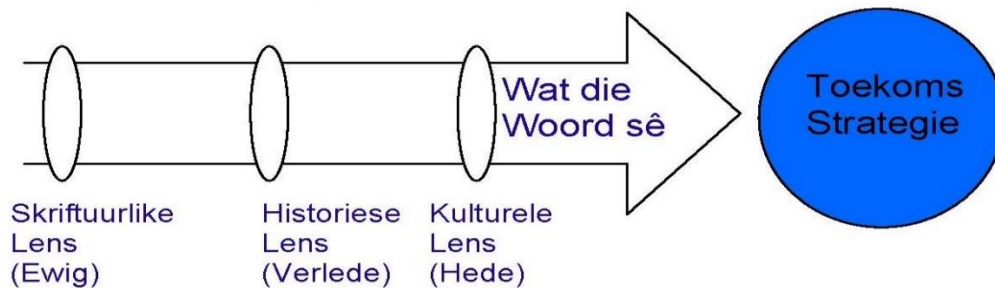 Wat die
Woord sê
Toekoms
Strategie
Skriftuurlike
Lens
(Ewig)
Historiese
Lens
(Verlede)
Kulturele
Lens
(Hede)